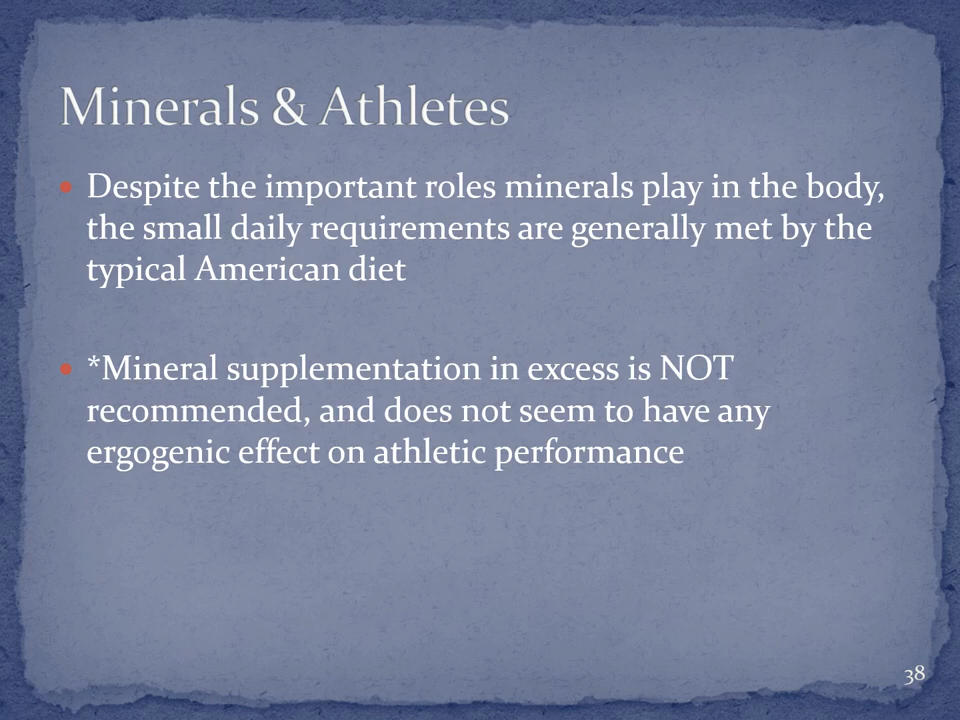 Minerals & Athletes
• Despite the important roles minerals play in the body,
the small daily requirements are generally met by the
typical American diet
• *Mineral supplementation in excess is NOT
recommended, and does not seem to have any
ergogenic effect on athletic performance
38